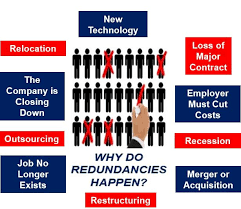 New
Technology
Relocation
Loss of
Major
Contract
The
Company is
Closing
Down
Employer
Must Cut
Costs
Outsourcing
Recession
WHY DO
REDUNDANCIES
HAPPEN?
Job No
Longer
Exists
Merger or
Acquisition
Restructuring